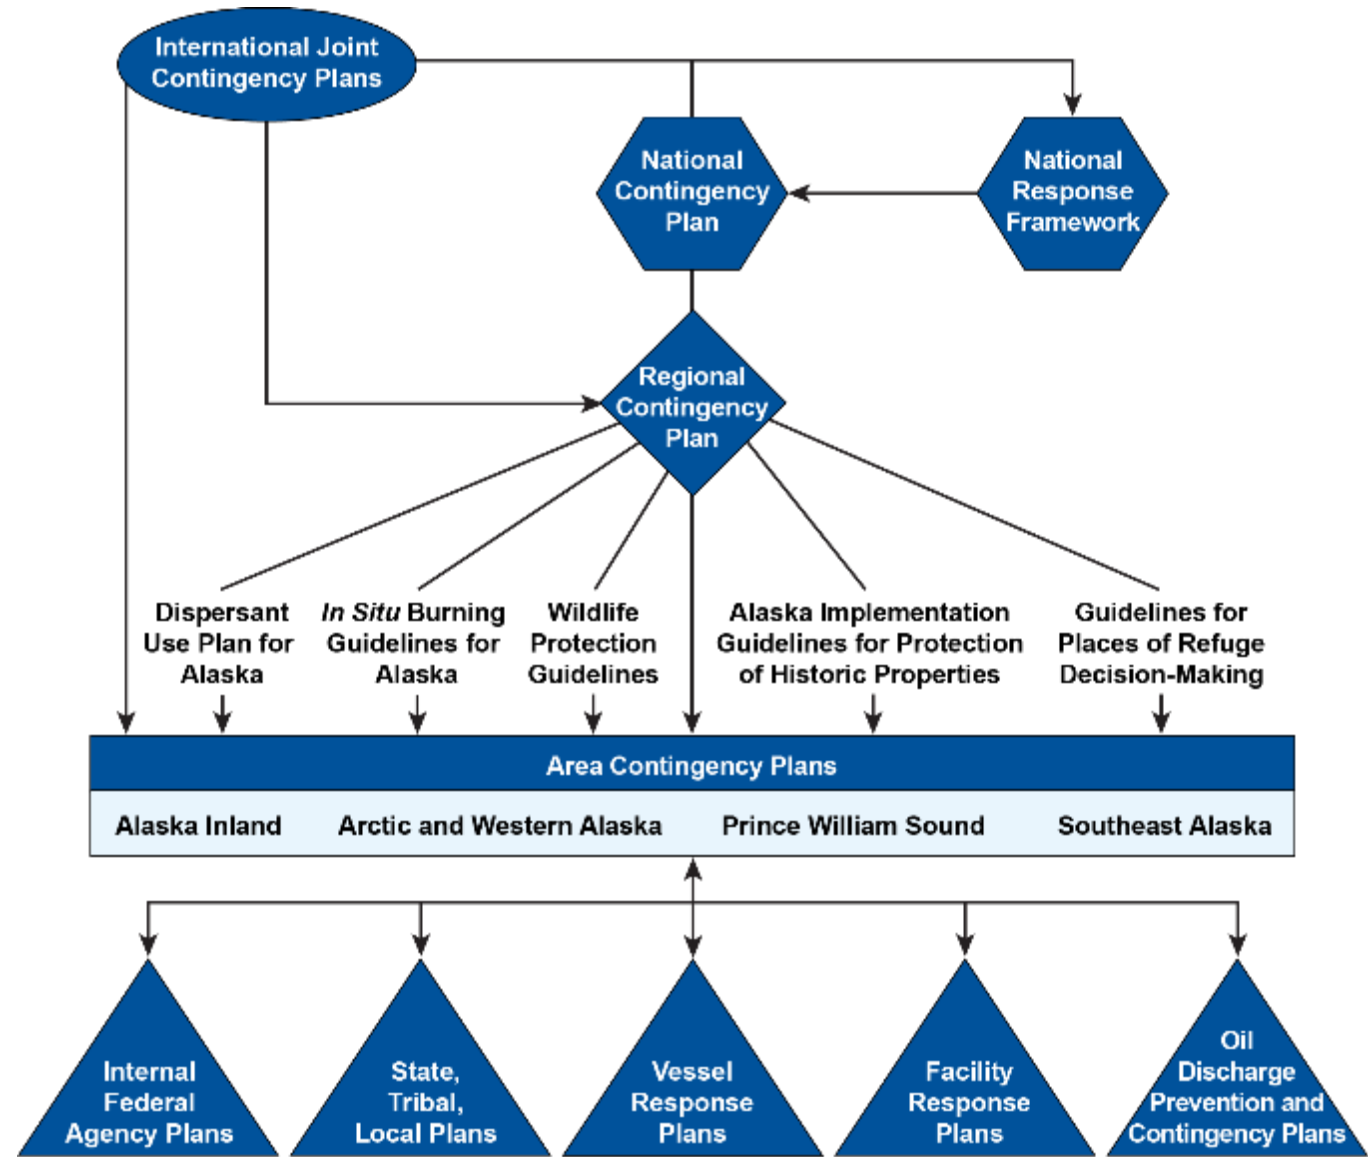 International Joint
Contingency Plans
National
Contingency
Plan
National
Response
Framework
Regional
Contingency
Plan
Dispersant
Use Plan for
Alaska
In Situ Burning
Guidelines for
Alaska
Wildlife
Protection
Guidelines
Alaska Implementation
Guidelines for Protection
of Historic Properties
Guidelines for
Places of Refuge
Decision-Making
Area Contingency Plans
Alaska Inland
Arctic and Western Alaska
Prince William Sound
Southeast Alaska
Internal
Federal
Agency Plans
State,
Tribal,
Local Plans
Vessel
Response
Plans
Facility
Response
Plans
Oil
Discharge
Prevention and
Contingency Plans